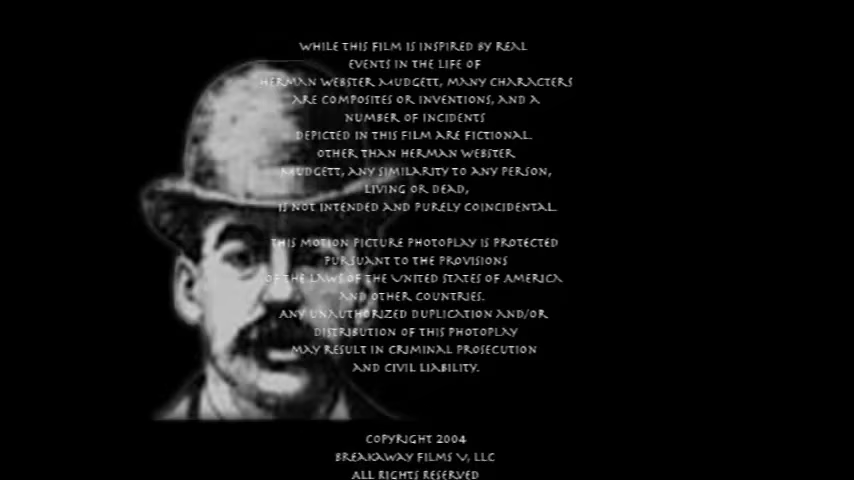 WHILE THIS FILM IS INSPIRED BY REAL
EVENTS IN THE LIFE OF
HERMAN WEBSTER MUDGETT, MANY CHARACTERS
ARE COMPOSITES OR INVENTIONS, AND A
NUMBER OF INCIDENTS
DEPICTED IN THIS FILM ARE FICTIONAL.
OTHER THAN HERMAN WEBSTER
MUDGETT, ANY SIMILARITY TO ANY PERSON,
LIVING OR DEAD,
IS NOT INTENDED AND PURELY COINCIDENTAL.
THIS MOTION PICTURE PHOTOPLAY IS PROTECTED
PURSUANT TO THE PROVISIONS
OF THE LAWS OF THE UNITED STATES OF AMERICA
AND OTHER COUNTRIES.
ANY UNAUTHORIZED DUPLICATION AND/OR
DISTRIBUTION OF THIS PHOTOPLAY
MAY RESULT IN CRIMINAL PROSECUTION
AND CIVIL LIABILITY.
COPYRIGHT 2004
BREAKAWAY FILMS V, LLC
ALL RIGHTS RESERVED